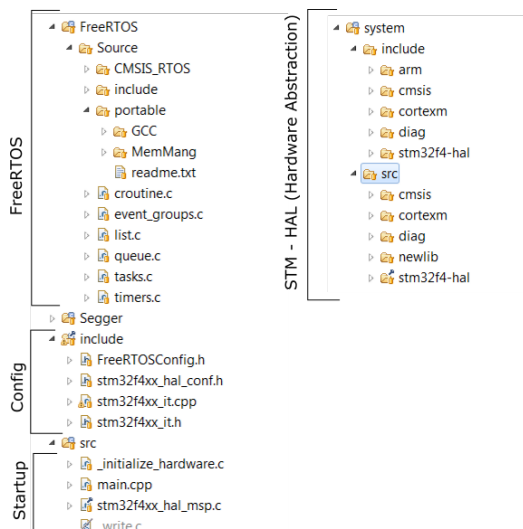 FreeRTOS
FreeRTOS
Source
CMSIS_RTOS
include
portable
GCC
MemMang
readme.txt
croutine.c
event_groups.c
list.c
queue.c
tasks.c
timers.c
Segger
Config
include
FreeRTOSConfig.h
stm32f4xx_hal_conf.h
stm32f4xx_it.cpp
stm32f4xx_it.h
Startup
src
_initialize_hardware.c
main.cpp
stm32f4xx_hal_msp.c
_write.c
STM - HAL (Hardware Abstraction)
system
include
arm
cmsis
cortexm
diag
stm32f4-hal
src
cmsis
cortexm
diag
newlib
stm32f4-hal